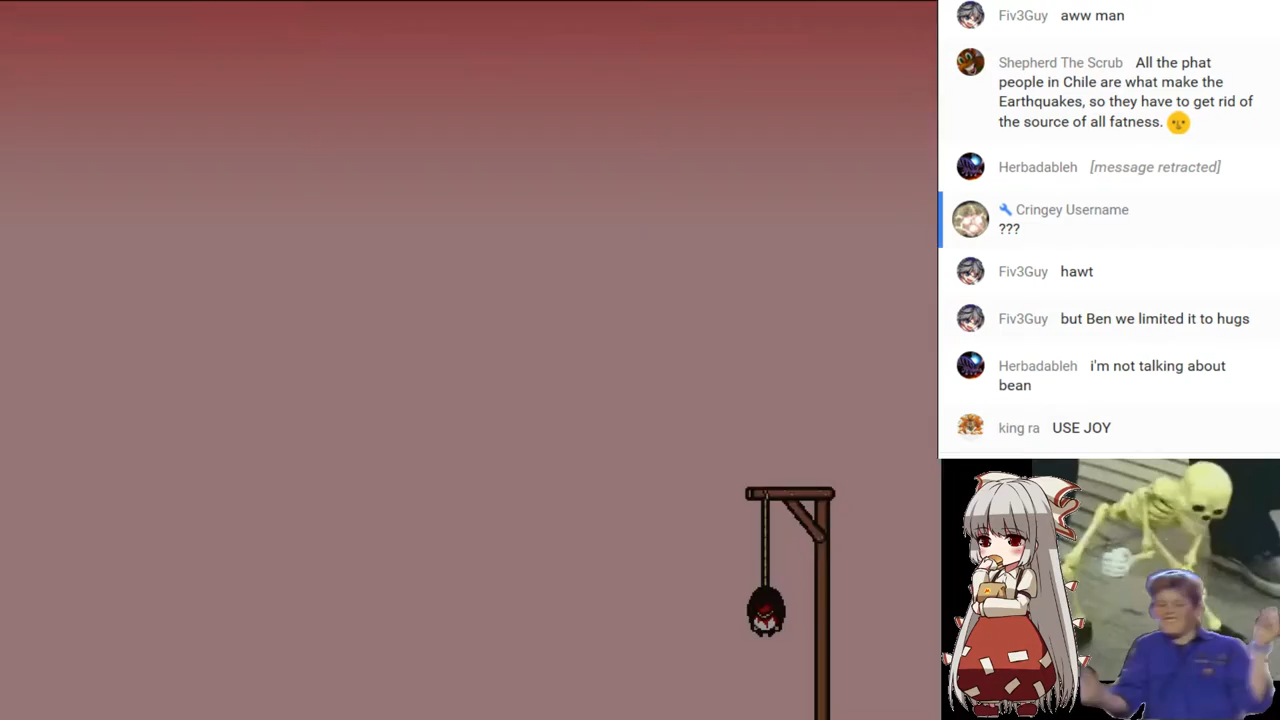 Fiv3Guy aww man
Shepherd The Scrub All the phat
people in Chile are what make the
Earthquakes, so they have to get rid of
the source of all fatness.
Herbadableh [message retracted]
Cringey Username
???
Fiv3Guy hawt
Fiv3Guy but Ben we limited it to hugs
Herbadableh i'm not talking about
bean
king ra USE JOY